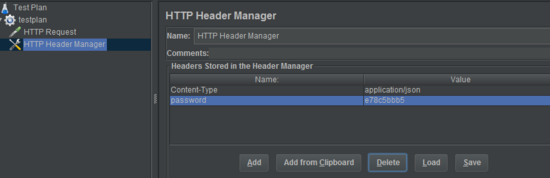 Test Plan
testplan
HTTP Request
HTTP Header Manager
HTTP Header Manager
Name: HTTP Header Manager
Comments:
Headers Stored in the Header Manager
Name: Value
Content-Type application/json
password e78c5bbb5
Add Add from Clipboard Delete Load Save